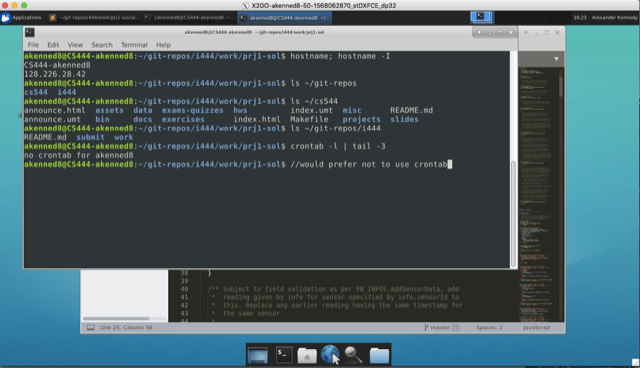 X2GO-akenned8-50-1568062870_stDXFCE_dp32
Applications
~/git-repos/i444/work/prj1-sol
16:23 Alexander Kennedy
akenned8@CS444-akenned8: ~/git-repos/i444/work/prj1-sol
File Edit View Search Terminal Help
akenned8@CS444-akenned8:~/git-repos/i444/work/prj1-sol$ hostname; hostname -I
CS444-akenned8
128.226.28.42
akenned8@CS444-akenned8:~/git-repos/i444/work/prj1-sol$ ls ~/git-repos
cs544 i444
akenned8@CS444-akenned8:~/git-repos/i444/work/prj1-sol$ ls ~/cs544
announce.html assets data exams-quizzes hws index.umt misc README.md
announce.umt bin docs exercises index.html Makefile projects slides
akenned8@CS444-akenned8:~/git-repos/i444/work/prj1-sol$ ls ~/git-repos/i444
README.md submit work
akenned8@CS444-akenned8:~/git-repos/i444/work/prj1-sol$ crontab -l | tail -3
no crontab for akenned8
akenned8@CS444-akenned8:~/git-repos/i444/work/prj1-sol$ //would prefer not to use crontab
38 }
39
40 /** Subject to field validation as per FN_INFOS.addSensorData, add
41 * reading given by info for sensor specified by info.sensorId to
42 * this. Replace any earlier reading having the same timestamp for
43 * the same sensor.
Line 25, Column 56
master
Spaces: 2
JavaScript